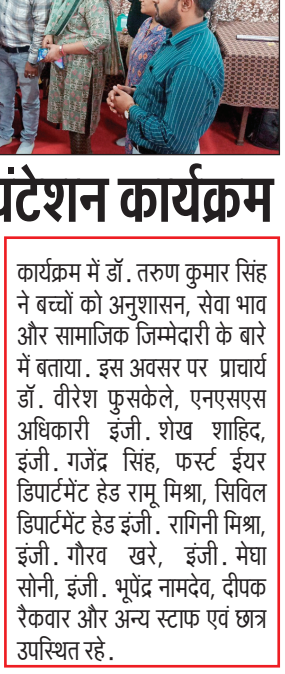 कार्यक्रम
कार्यक्रम में डॉ. तरुण कुमार सिंह
ने बच्चों को अनुशासन, सेवा भाव
और सामाजिक जिम्मेदारी के बारे
में बताया. इस अवसर पर प्राचार्य
डॉ. वीरेश फुसकेले, एनएसएस
अधिकारी इंजी. शेख शाहिद,
इंजी. गजेंद्र सिंह, फर्स्ट ईयर
डिपार्टमेंट हेड रामू मिश्रा, सिविल
डिपार्टमेंट हेड इंजी. रागिनी मिश्रा,
इंजी. गौरव खरे, इंजी. मेघा
सोनी, इंजी. भूपेंद्र नामदेव, दीपक
रैकवार और अन्य स्टाफ एवं छात्र
उपस्थित रहे.